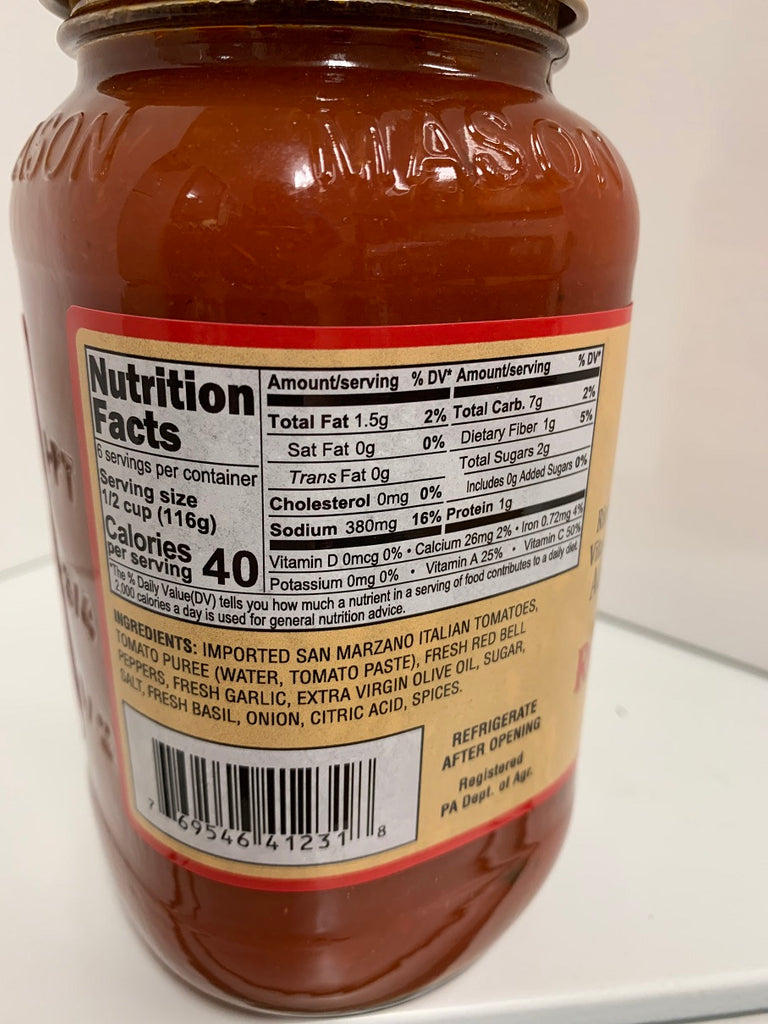 MASON
Nutrition
Facts
6 servings per container
Serving size
1/2 cup (116g)
Calories
per serving 40
Amount/serving % DV*
Total Fat 1.5g 2%
Sat Fat 0g 0%
Trans Fat 0g
Cholesterol 0mg 0%
Sodium 380mg 16%
Amount/serving % DV*
Total Carb. 7g 2%
Dietary Fiber 1g 5%
Total Sugars 2g
Includes 0g Added Sugars 0%
Protein 1g
Vitamin D 0mcg 0% • Calcium 26mg 2% • Iron 0.72mg 4%
Potassium 0mg 0% • Vitamin A 25% • Vitamin C 50%
*The % Daily Value(DV) tells you how much a nutrient in a serving of food contributes to a daily diet.
2,000 calories a day is used for general nutrition advice.
INGREDIENTS: IMPORTED SAN MARZANO ITALIAN TOMATOES,
TOMATO PUREE (WATER, TOMATO PASTE), FRESH RED BELL
PEPPERS, FRESH GARLIC, EXTRA VIRGIN OLIVE OIL, SUGAR,
SALT, FRESH BASIL, ONION, CITRIC ACID, SPICES.
REFRIGERATE
AFTER OPENING
Registered
PA Dept. of Agr.
7 69546 41231 8